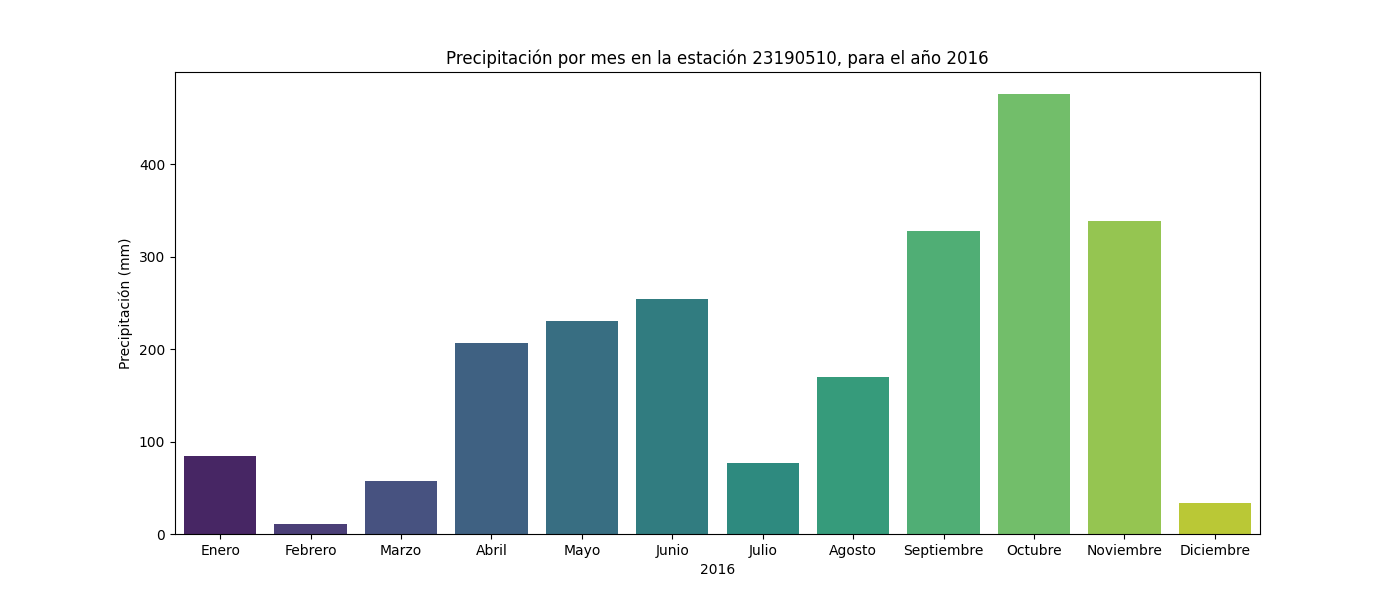 Precipitación por mes en la estación 23190510, para el año 2016
Precipitación (mm)
400
300
200
100
0
Enero Febrero Marzo Abril Mayo Junio Julio Agosto Septiembre Octubre Noviembre Diciembre
2016